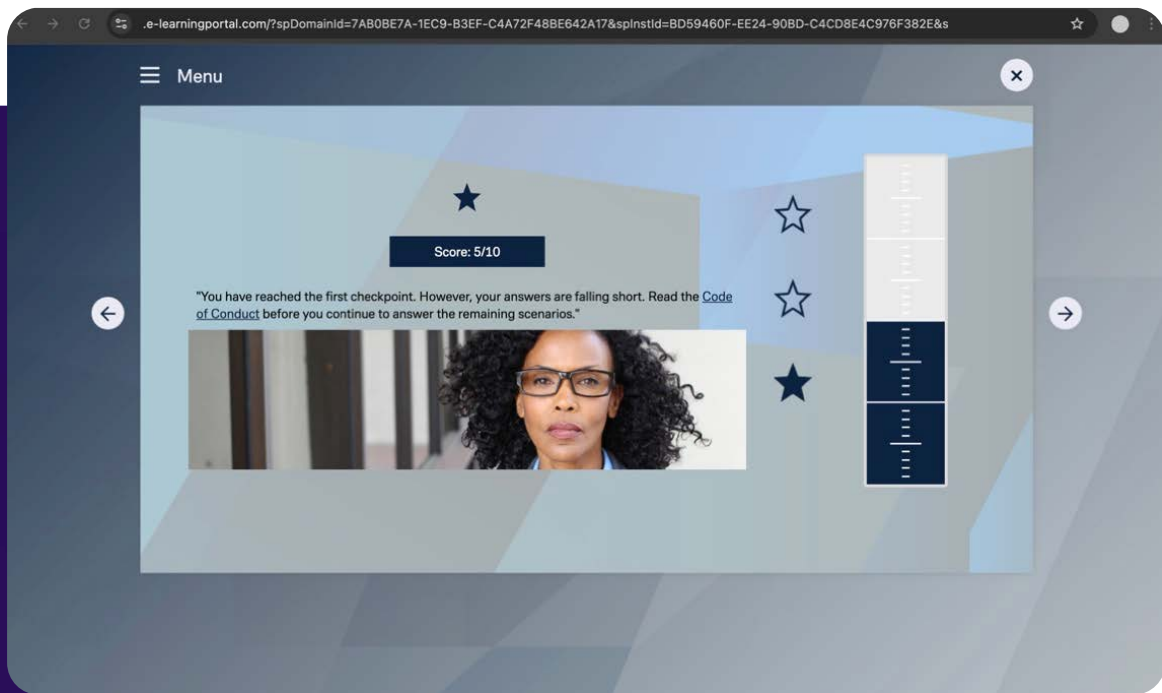 .e-learningportal.com/?spDomainId=7AB0BE7A-1EC9-B3EF-C4A72F48BE642A17&spInstId=BD59460F-EE24-90BD-C4CD8E4C976F382E&s
Menu
Score: 5/10
"You have reached the first checkpoint. However, your answers are falling short. Read the Code
of Conduct before you continue to answer the remaining scenarios."